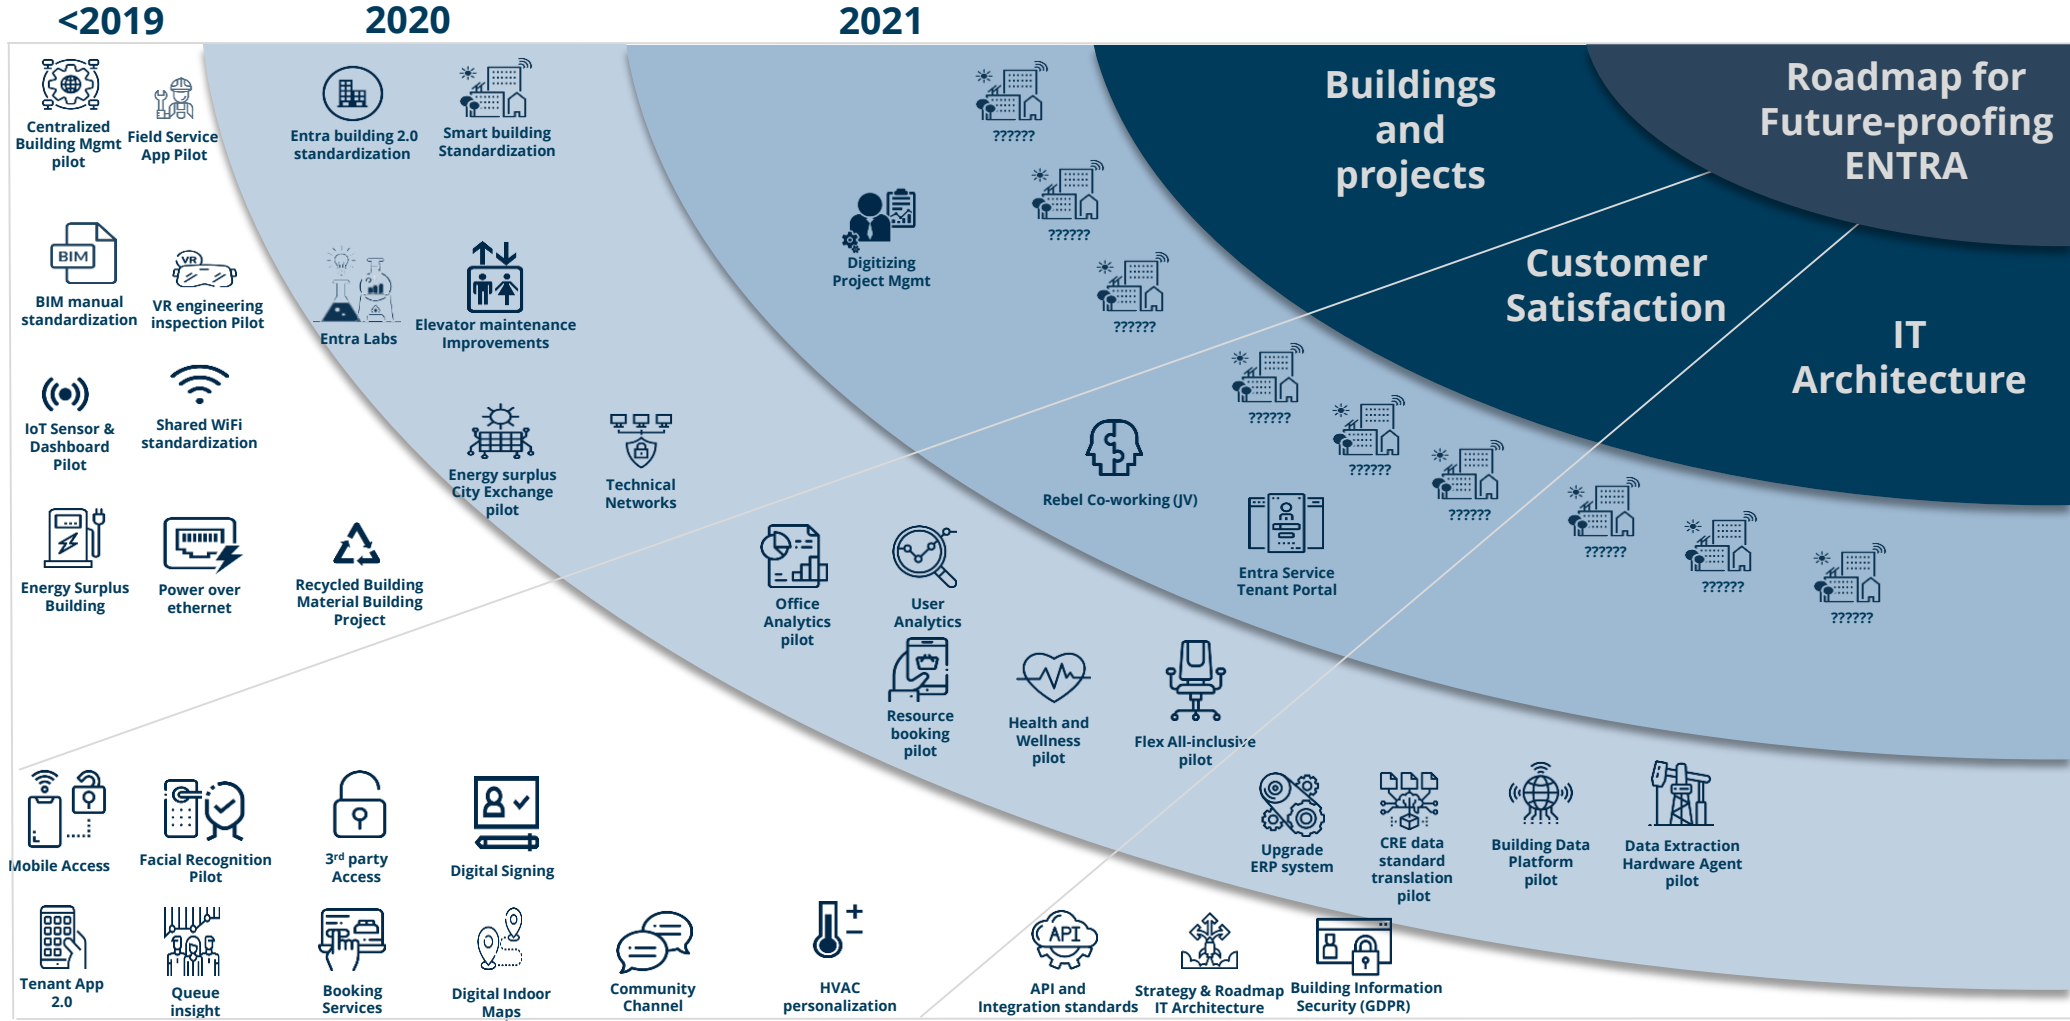 <2019
2020
2021
Centralized
Building Mgmt
pilot
Field Service
App Pilot
Entra building 2.0
standardization
Smart building
Standardization
??????
Buildings
and
projects
Roadmap for
Future-proofing
ENTRA
BIM
BIM manual
standardization
VR
VR engineering
inspection Pilot
Entra Labs
Elevator maintenance
Improvements
Digitizing
Project Mgmt
??????
??????
Customer
Satisfaction
IT
Architecture
IoT Sensor &
Dashboard
Pilot
Shared WiFi
standardization
Energy surplus
City Exchange
pilot
Technical
Networks
Rebel Co-working (JV)
??????
??????
??????
??????
??????
??????
Energy Surplus
Building
Power over
ethernet
Recycled Building
Material Building
Project
Office
Analytics
pilot
User
Analytics
Entra Service
Tenant Portal
Resource
booking
pilot
Health and
Wellness
pilot
Flex All-inclusive
pilot
Mobile Access
Facial Recognition
Pilot
3rd party
Access
Digital Signing
Upgrade
ERP system
CRE data
standard
translation
pilot
Building Data
Platform
pilot
Data Extraction
Hardware Agent
pilot
Tenant App
2.0
Queue
insight
Booking
Services
Digital Indoor
Maps
Community
Channel
HVAC
personalization
API
API and
Integration standards
Strategy & Roadmap
IT Architecture
Building Information
Security (GDPR)